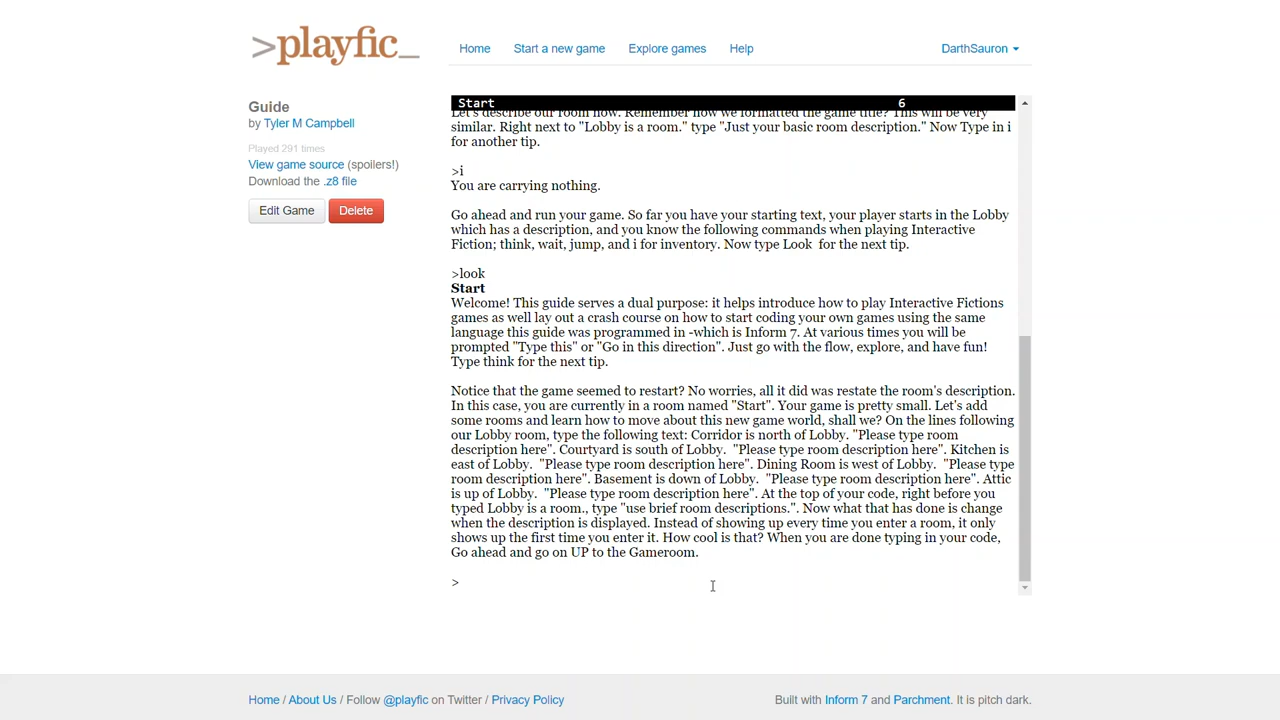 >playfic_
Home Start a new game Explore games Help DarthSauron
Guide
by Tyler M Campbell
Played 291 times
View game source (spoilers!)
Download the .z8 file
Edit Game Delete
Start 6
Let's describe our room now. Remember how we formatted the game title? This will be very
similar. Right next to "Lobby is a room." type "Just your basic room description." Now Type in i
for another tip.
>i
You are carrying nothing.
Go ahead and run your game. So far you have your starting text, your player starts in the Lobby
which has a description, and you know the following commands when playing Interactive
Fiction; think, wait, jump, and i for inventory. Now type Look  for the next tip.
>look
Start
Welcome! This guide serves a dual purpose: it helps introduce how to play Interactive Fictions
games as well lay out a crash course on how to start coding your own games using the same
language this guide was programmed in -which is Inform 7. At various times you will be
prompted "Type this" or "Go in this direction". Just go with the flow, explore, and have fun!
Type think for the next tip.
Notice that the game seemed to restart? No worries, all it did was restate the room's description.
In this case, you are currently in a room named "Start". Your game is pretty small. Let's add
some rooms and learn how to move about this new game world, shall we? On the lines following
our Lobby room, type the following text: Corridor is north of Lobby. "Please type room
description here". Courtyard is south of Lobby.  "Please type room description here". Kitchen is
east of Lobby.  "Please type room description here". Dining Room is west of Lobby.  "Please type
room description here". Basement is down of Lobby.  "Please type room description here". Attic
is up of Lobby.  "Please type room description here". At the top of your code, right before you
typed Lobby is a room., type "use brief room descriptions.". Now what that has done is change
when the description is displayed. Instead of showing up every time you enter a room, it only
shows up the first time you enter it. How cool is that? When you are done typing in your code,
Go ahead and go on UP to the Gameroom.
>
Home / About Us / Follow @playfic on Twitter / Privacy Policy
Built with Inform 7 and Parchment. It is pitch dark.